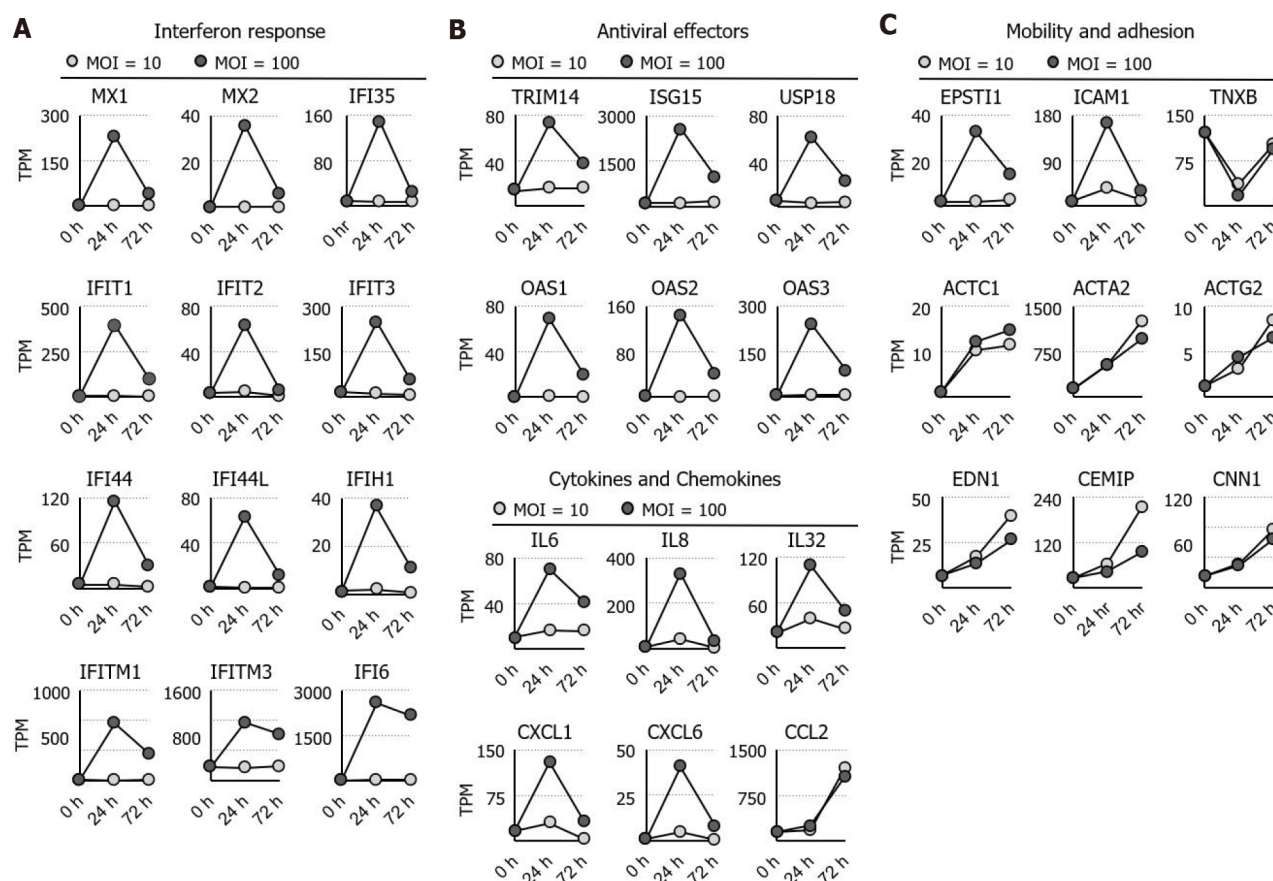 A Interferon response
MOI = 10 MOI = 100
MX1 MX2 IFI35
300 40 160
150 20 80
TPM
0 h 24 h 72 h 0 h 24 h 72 h 0 hr 24 h 72 h
IFIT1 IFIT2 IFIT3
500 80 300
250 40 150
TPM
0 h 24 h 72 h 0 h 24 h 72 h 0 h 24 h 72 h
IFI44 IFI44L IFIH1
120 80 40
60 40 20
TPM
0 h 24 h 72 h 0 h 24 h 72 h 0 h 24 h 72 h
IFITM1 IFITM3 IFI6
1000 1600 3000
500 800 1500
TPM
0 h 24 h 72 h 0 h 24 h 72 h 0 h 24 h 72 h
B Antiviral effectors
MOI = 10 MOI = 100
TRIM14 ISG15 USP18
80 3000 80
40 1500 40
TPM
0 h 24 h 72 h 0 h 24 h 72 h 0 h 24 h 72 h
OAS1 OAS2 OAS3
80 160 300
40 80 150
TPM
0 h 24 h 72 h 0 h 24 h 72 h 0 h 24 h 72 h
Cytokines and Chemokines
MOI = 10 MOI = 100
IL6 IL8 IL32
80 400 120
40 200 60
TPM
0 h 24 h 72 h 0 h 24 h 72 h 0 h 24 h 72 h
CXCL1 CXCL6 CCL2
150 50 1500
75 25 750
TPM
0 h 24 h 72 h 0 h 24 h 72 h 0 h 24 h 72 h
C Mobility and adhesion
MOI = 10 MOI = 100
EPSTI1 ICAM1 TNXB
40 180 150
20 90 75
TPM
0 h 24 h 72 h 0 h 24 h 72 h 0 h 24 h 72 h
ACTC1 ACTA2 ACTG2
20 1500 10
10 750 5
TPM
0 h 24 h 72 h 0 h 24 h 72 h 0 h 24 h 72 h
EDN1 CEMIP CNN1
50 240 120
25 120 60
TPM
0 h 24 h 72 h 0 h 24 hr 72 hr 0 h 24 h 72 h